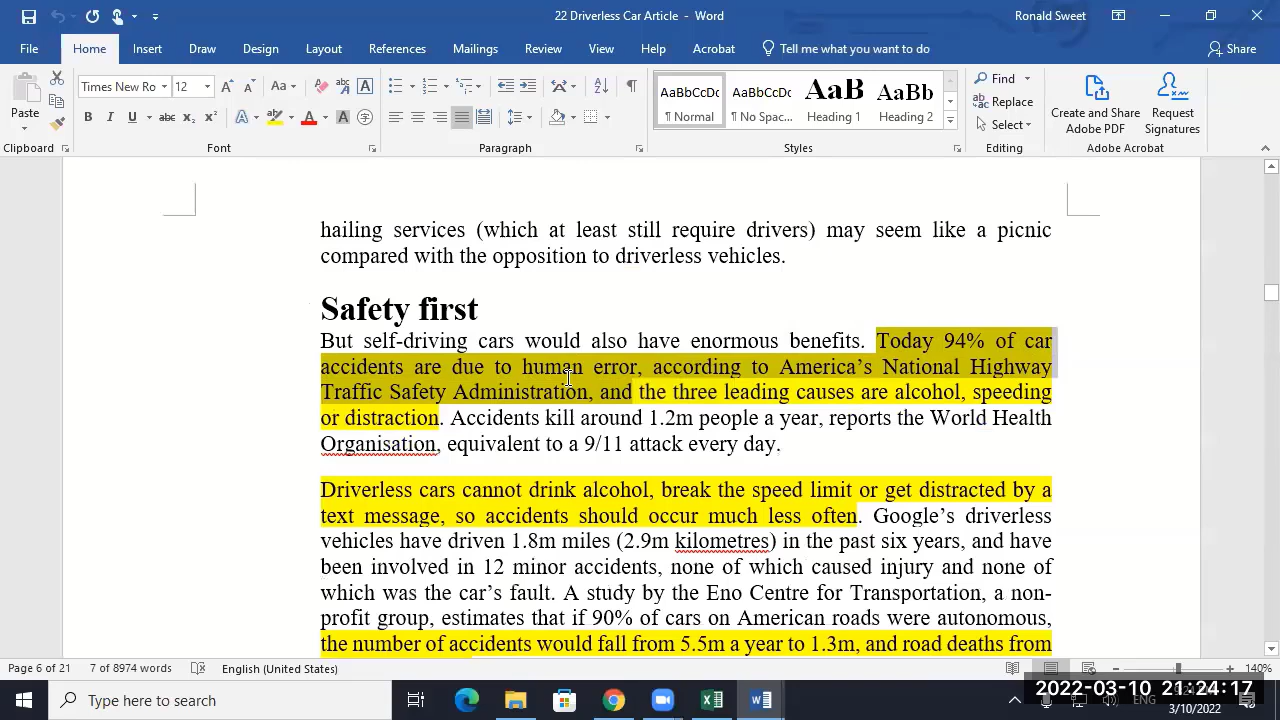 22 Driverless Car Article - Word
Ronald Sweet
File Home Insert Draw Design Layout References Mailings Review View Help Acrobat Tell me what you want to do Share
Paste
Times New Ro 12 Aa
AaBbCcDc AaBbCcDc AaB AaBb
¶ Normal ¶ No Spac... Heading 1 Heading 2
Find
Replace
Select
Create and Share
Adobe PDF
Request
Signatures
Clipboard Font Paragraph Styles Editing Adobe Acrobat
hailing services (which at least still require drivers) may seem like a picnic
compared with the opposition to driverless vehicles.
Safety first
But self-driving cars would also have enormous benefits. Today 94% of car
accidents are due to human error, according to America’s National Highway
Traffic Safety Administration, and the three leading causes are alcohol, speeding
or distraction. Accidents kill around 1.2m people a year, reports the World Health
Organisation, equivalent to a 9/11 attack every day.
Driverless cars cannot drink alcohol, break the speed limit or get distracted by a
text message, so accidents should occur much less often. Google’s driverless
vehicles have driven 1.8m miles (2.9m kilometres) in the past six years, and have
been involved in 12 minor accidents, none of which caused injury and none of
which was the car’s fault. A study by the Eno Centre for Transportation, a non-
profit group, estimates that if 90% of cars on American roads were autonomous,
the number of accidents would fall from 5.5m a year to 1.3m, and road deaths from
Page 6 of 21 7 of 8974 words English (United States) 140%
Type here to search
ENG
2022-03-10 21:24:17
3/10/2022